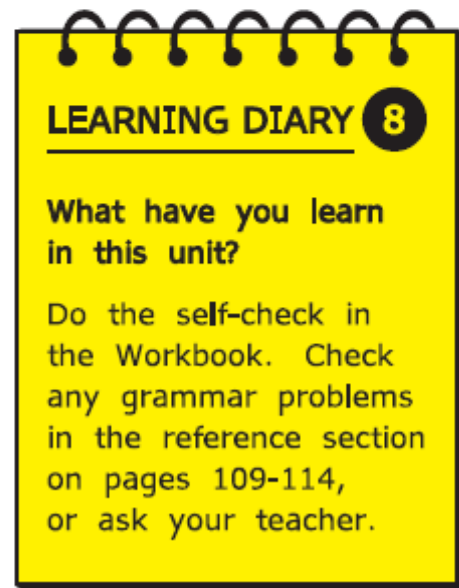 LEARNING DIARY 8
What have you learn
in this unit?
Do the self-check in
the Workbook. Check
any grammar problems
in the reference section
on pages 109-114,
or ask your teacher.